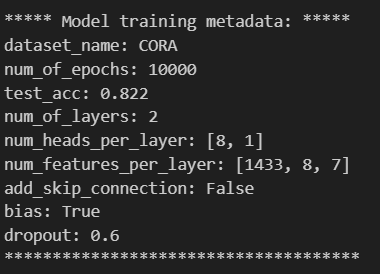 ***** Model training metadata: *****
dataset_name: CORA
num_of_epochs: 10000
test_acc: 0.822
num_of_layers: 2
num_heads_per_layer: [8, 1]
num_features_per_layer: [1433, 8, 7]
add_skip_connection: False
bias: True
dropout: 0.6
*************************************